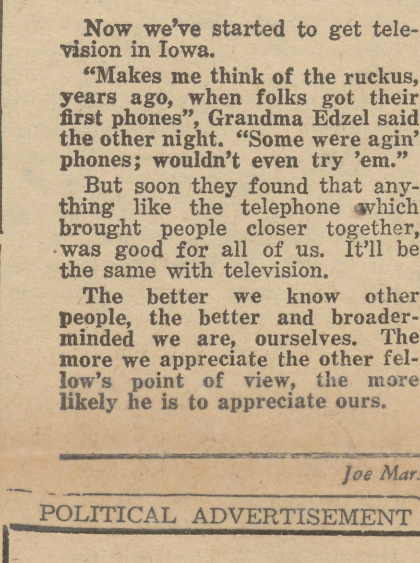 Now we've started to get tele-
vision in Iowa.
"Makes me think of the ruckus,
years ago, when folks got their
first phones", Grandma Edzel said
the other night. "Some were agin'
phones; wouldn't even try 'em."
But soon they found that any-
thing like the telephone which
brought people closer together,
was good for all of us. It'll be
the same with television.
The better we know other
people, the better and broader-
minded we are, ourselves. The
more we appreciate the other fel-
low's point of view, the more
likely he is to appreciate ours.
Joe Mar
POLITICAL ADVERTISEMENT